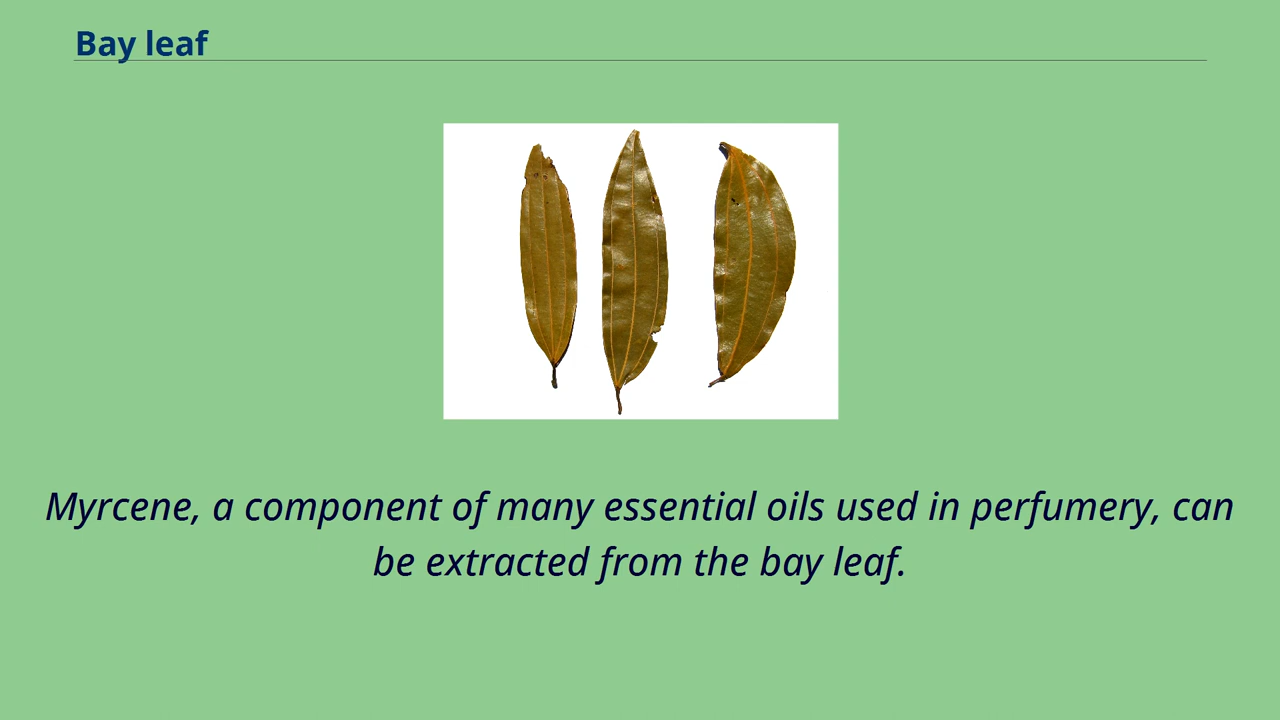 Bay leaf
Myrcene, a component of many essential oils used in perfumery, can
be extracted from the bay leaf.